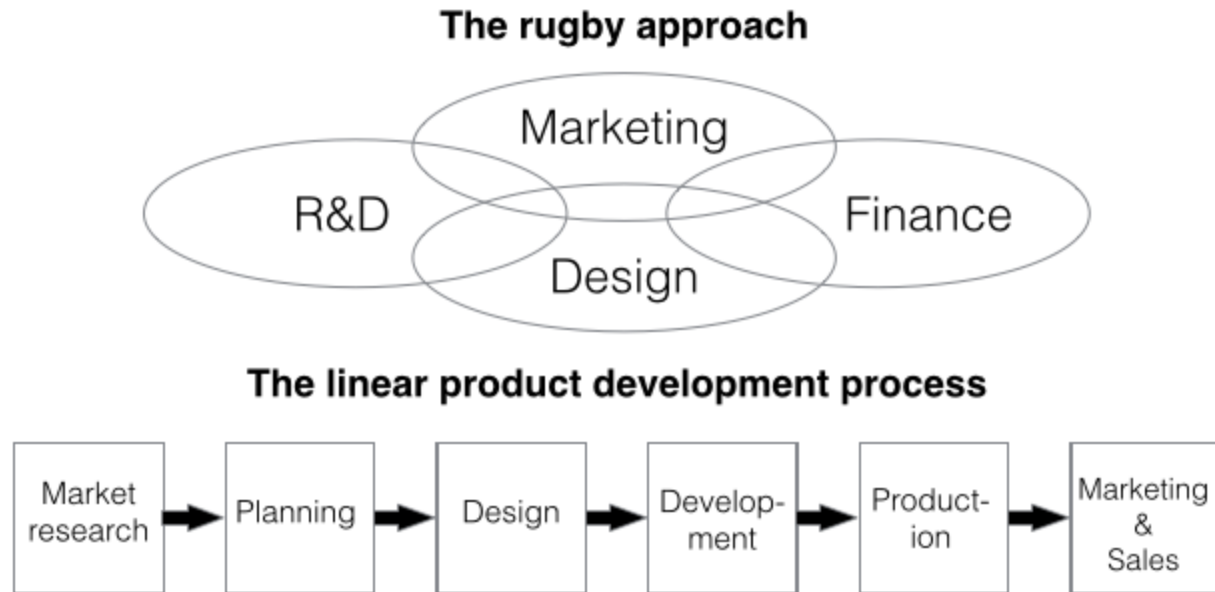 The rugby approach
Marketing
R&D
Finance
Design
The linear product development process
Market
research
Planning
Design
Develop-
ment
Product-
ion
Marketing
&
Sales